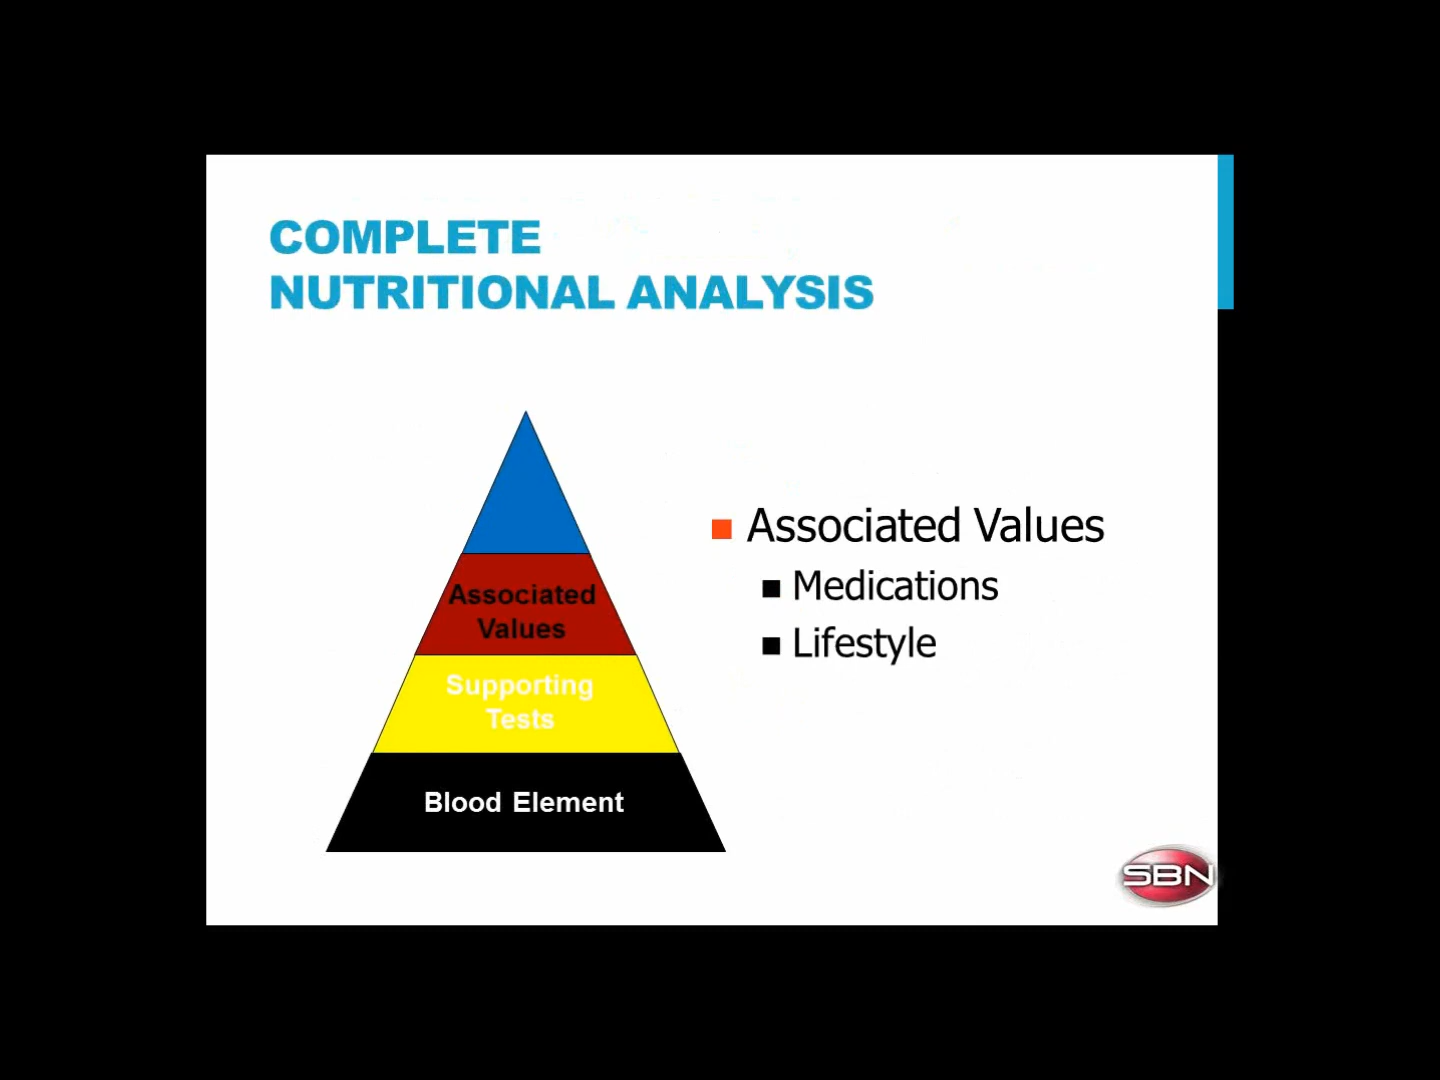 COMPLETE
NUTRITIONAL ANALYSIS
Associated
Values
Supporting
Tests
Blood Element
Associated Values
Medications
Lifestyle
SBN